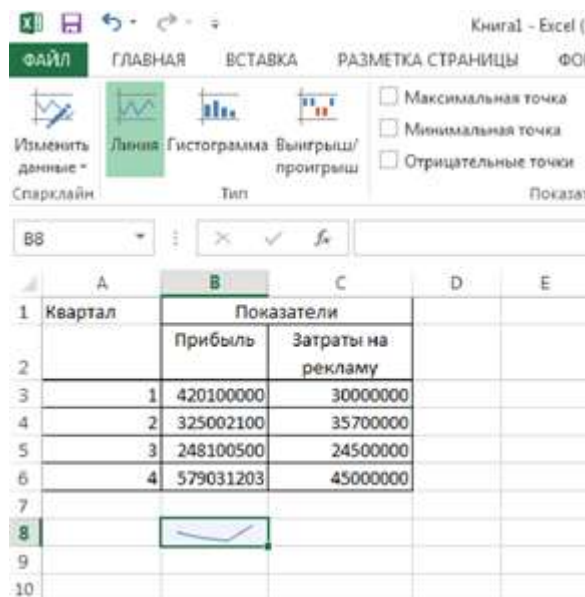 Книга1 - Excel (
ФАЙЛ ГЛАВНАЯ ВСТАВКА РАЗМЕТКА СТРАНИЦЫ ФО
Изменить данные
Линия Гистограмма Выигрыш/ проигрыш
Максимальная точка
Минимальная точка
Отрицательные точки
Спарклайн Тип Показа
B8 fx
A B C D E
1 Квартал Показатели
2 Прибыль Затраты на рекламу
3 1 420100000 30000000
4 2 325002100 35700000
5 3 248100500 24500000
6 4 579031203 45000000
7
8
9
10